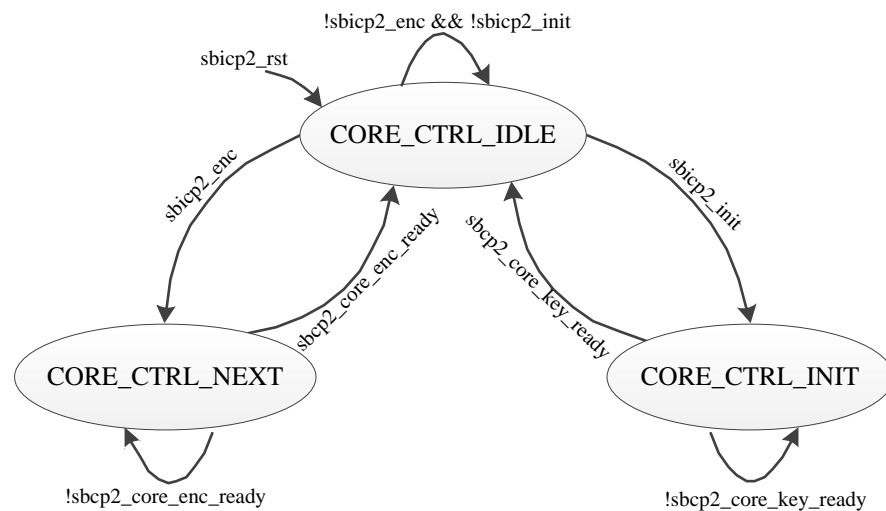 !sbicp2_enc && !sbicp2_init
sbicp2_rst
CORE_CTRL_IDLE
sbicp2_enc
sbicp2_init
sbcp2_core_enc_ready
sbcp2_core_key_ready
CORE_CTRL_NEXT
CORE_CTRL_INIT
!sbcp2_core_enc_ready
!sbcp2_core_key_ready